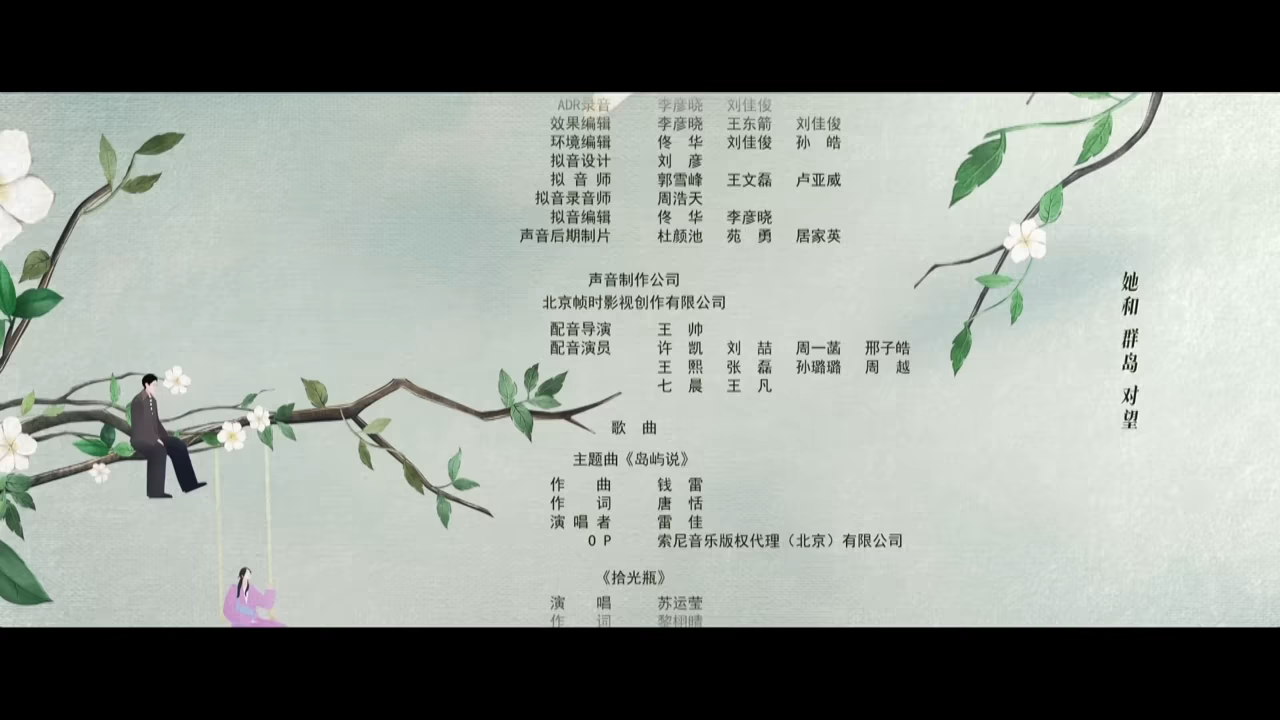 ADR录音 李彦晓 刘佳俊
效果编辑 李彦晓 王东箭 刘佳俊
环境编辑 佟 华 刘佳俊 孙 皓
拟音设计 刘 彦
拟 音 师 郭雪峰 王文磊 卢亚威
拟音录音师 周浩天
拟音编辑 佟 华 李彦晓
声音后期制片 杜颜池 苑 勇 居家英
声音制作公司
北京帧时影视创作有限公司
配音导演 王 帅
配音演员 许 凯 刘 喆 周一菡 邢子皓
王 熙 张 磊 孙璐璐 周 越
七 晨 王 凡
歌 曲
主题曲《岛屿说》
作 曲 钱 雷
作 词 唐 恬
演 唱 者 雷 佳
O P 索尼音乐版权代理（北京）有限公司
《拾光瓶》
演 唱 苏运莹
作 词 黎栩晴
她和 群岛 对望